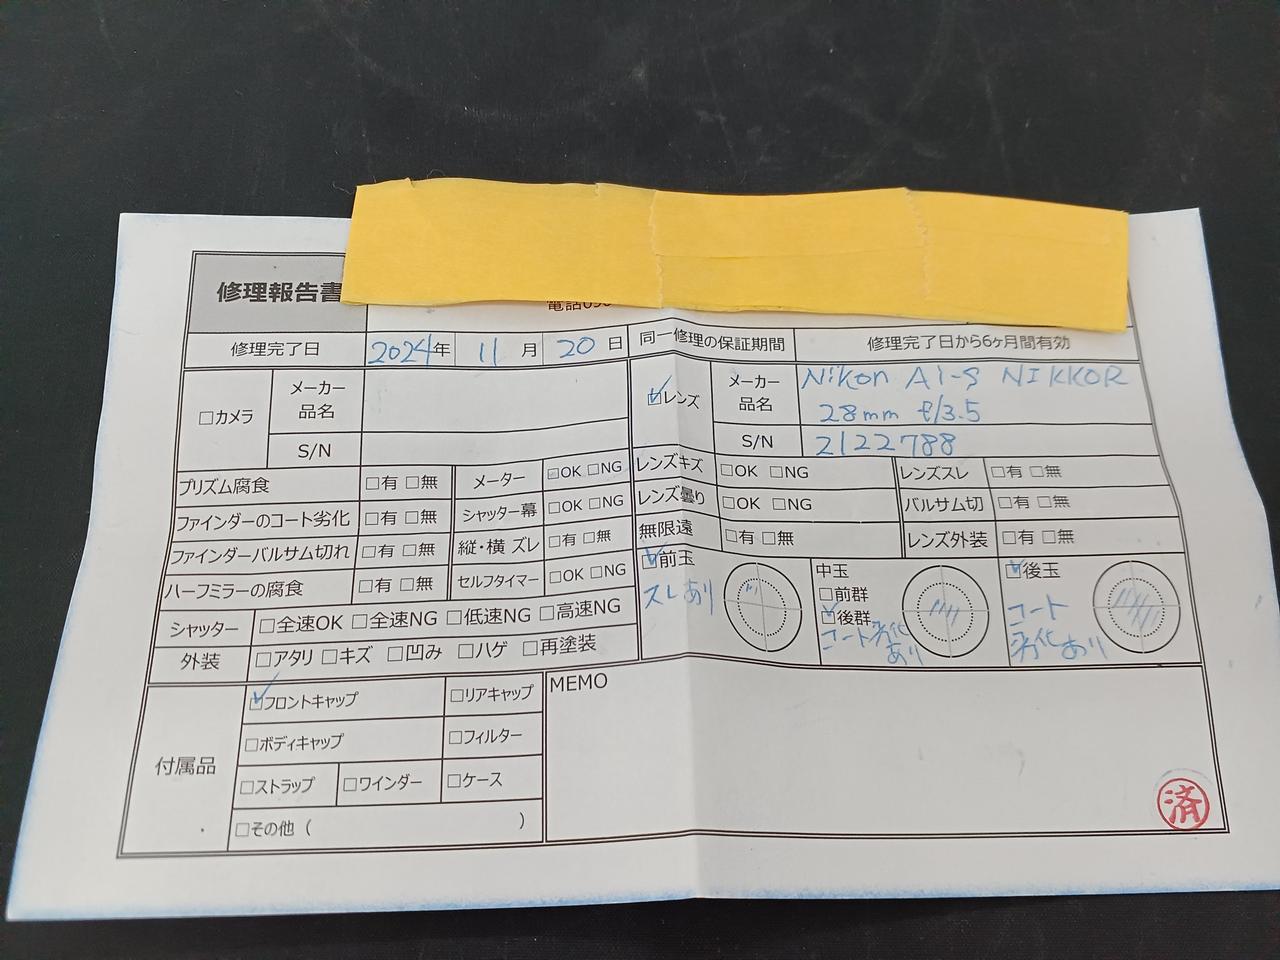 修理報告書
電話090
修理完了日 2024年 11月 20日 同一修理の保証期間 修理完了日から6ヶ月間有効
□カメラ メーカー品名
S/N
☑レンズ メーカー品名 Nikon Ai-s NIKKOR
28mm f/3.5
S/N 2122788
プリズム腐食 □有 □無 メーター □OK □NG レンズキズ □OK □NG レンズスレ □有 □無
ファインダーのコート劣化 □有 □無 シャッター幕 □OK □NG レンズ曇り □OK □NG バルサム切 □有 □無
ファインダーバルサム切れ □有 □無 縦・横 ズレ □有 □無 無限遠 □有 □無 レンズ外装 □有 □無
ハーフミラーの腐食 □有 □無 セルフタイマー □OK □NG
シャッター □全速OK □全速NG □低速NG □高速NG
外装 □アタリ □キズ □凹み □ハゲ □再塗装
☑前玉
スレあり
中玉
□前群
☑後群
コート劣化
あり
☑後玉
コート
劣化あり
付属品
☑フロントキャップ □リアキャップ
□ボディキャップ □フィルター
□ストラップ □ワインダー □ケース
□その他 ( )
MEMO
済